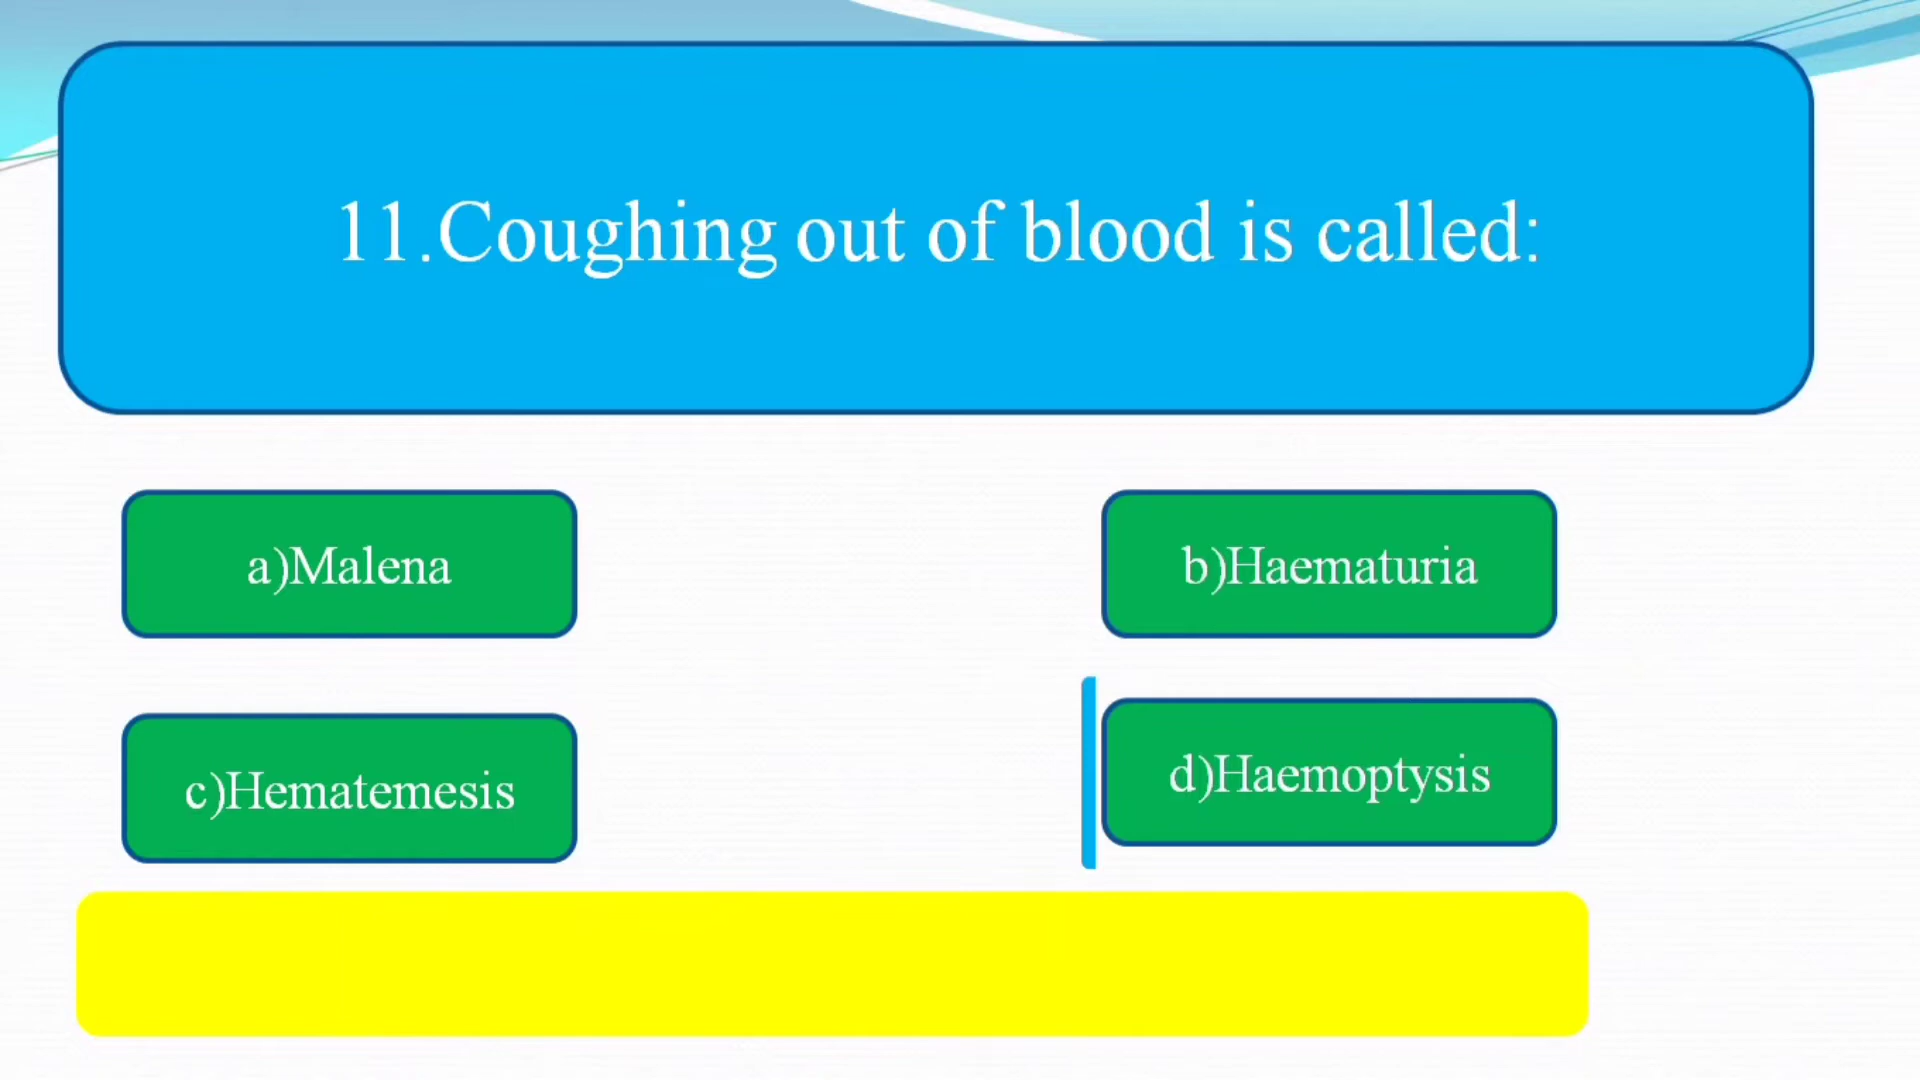 11.Coughing out of blood is called:
a)Malena
b)Haematuria
c)Hematemesis
d)Haemoptysis